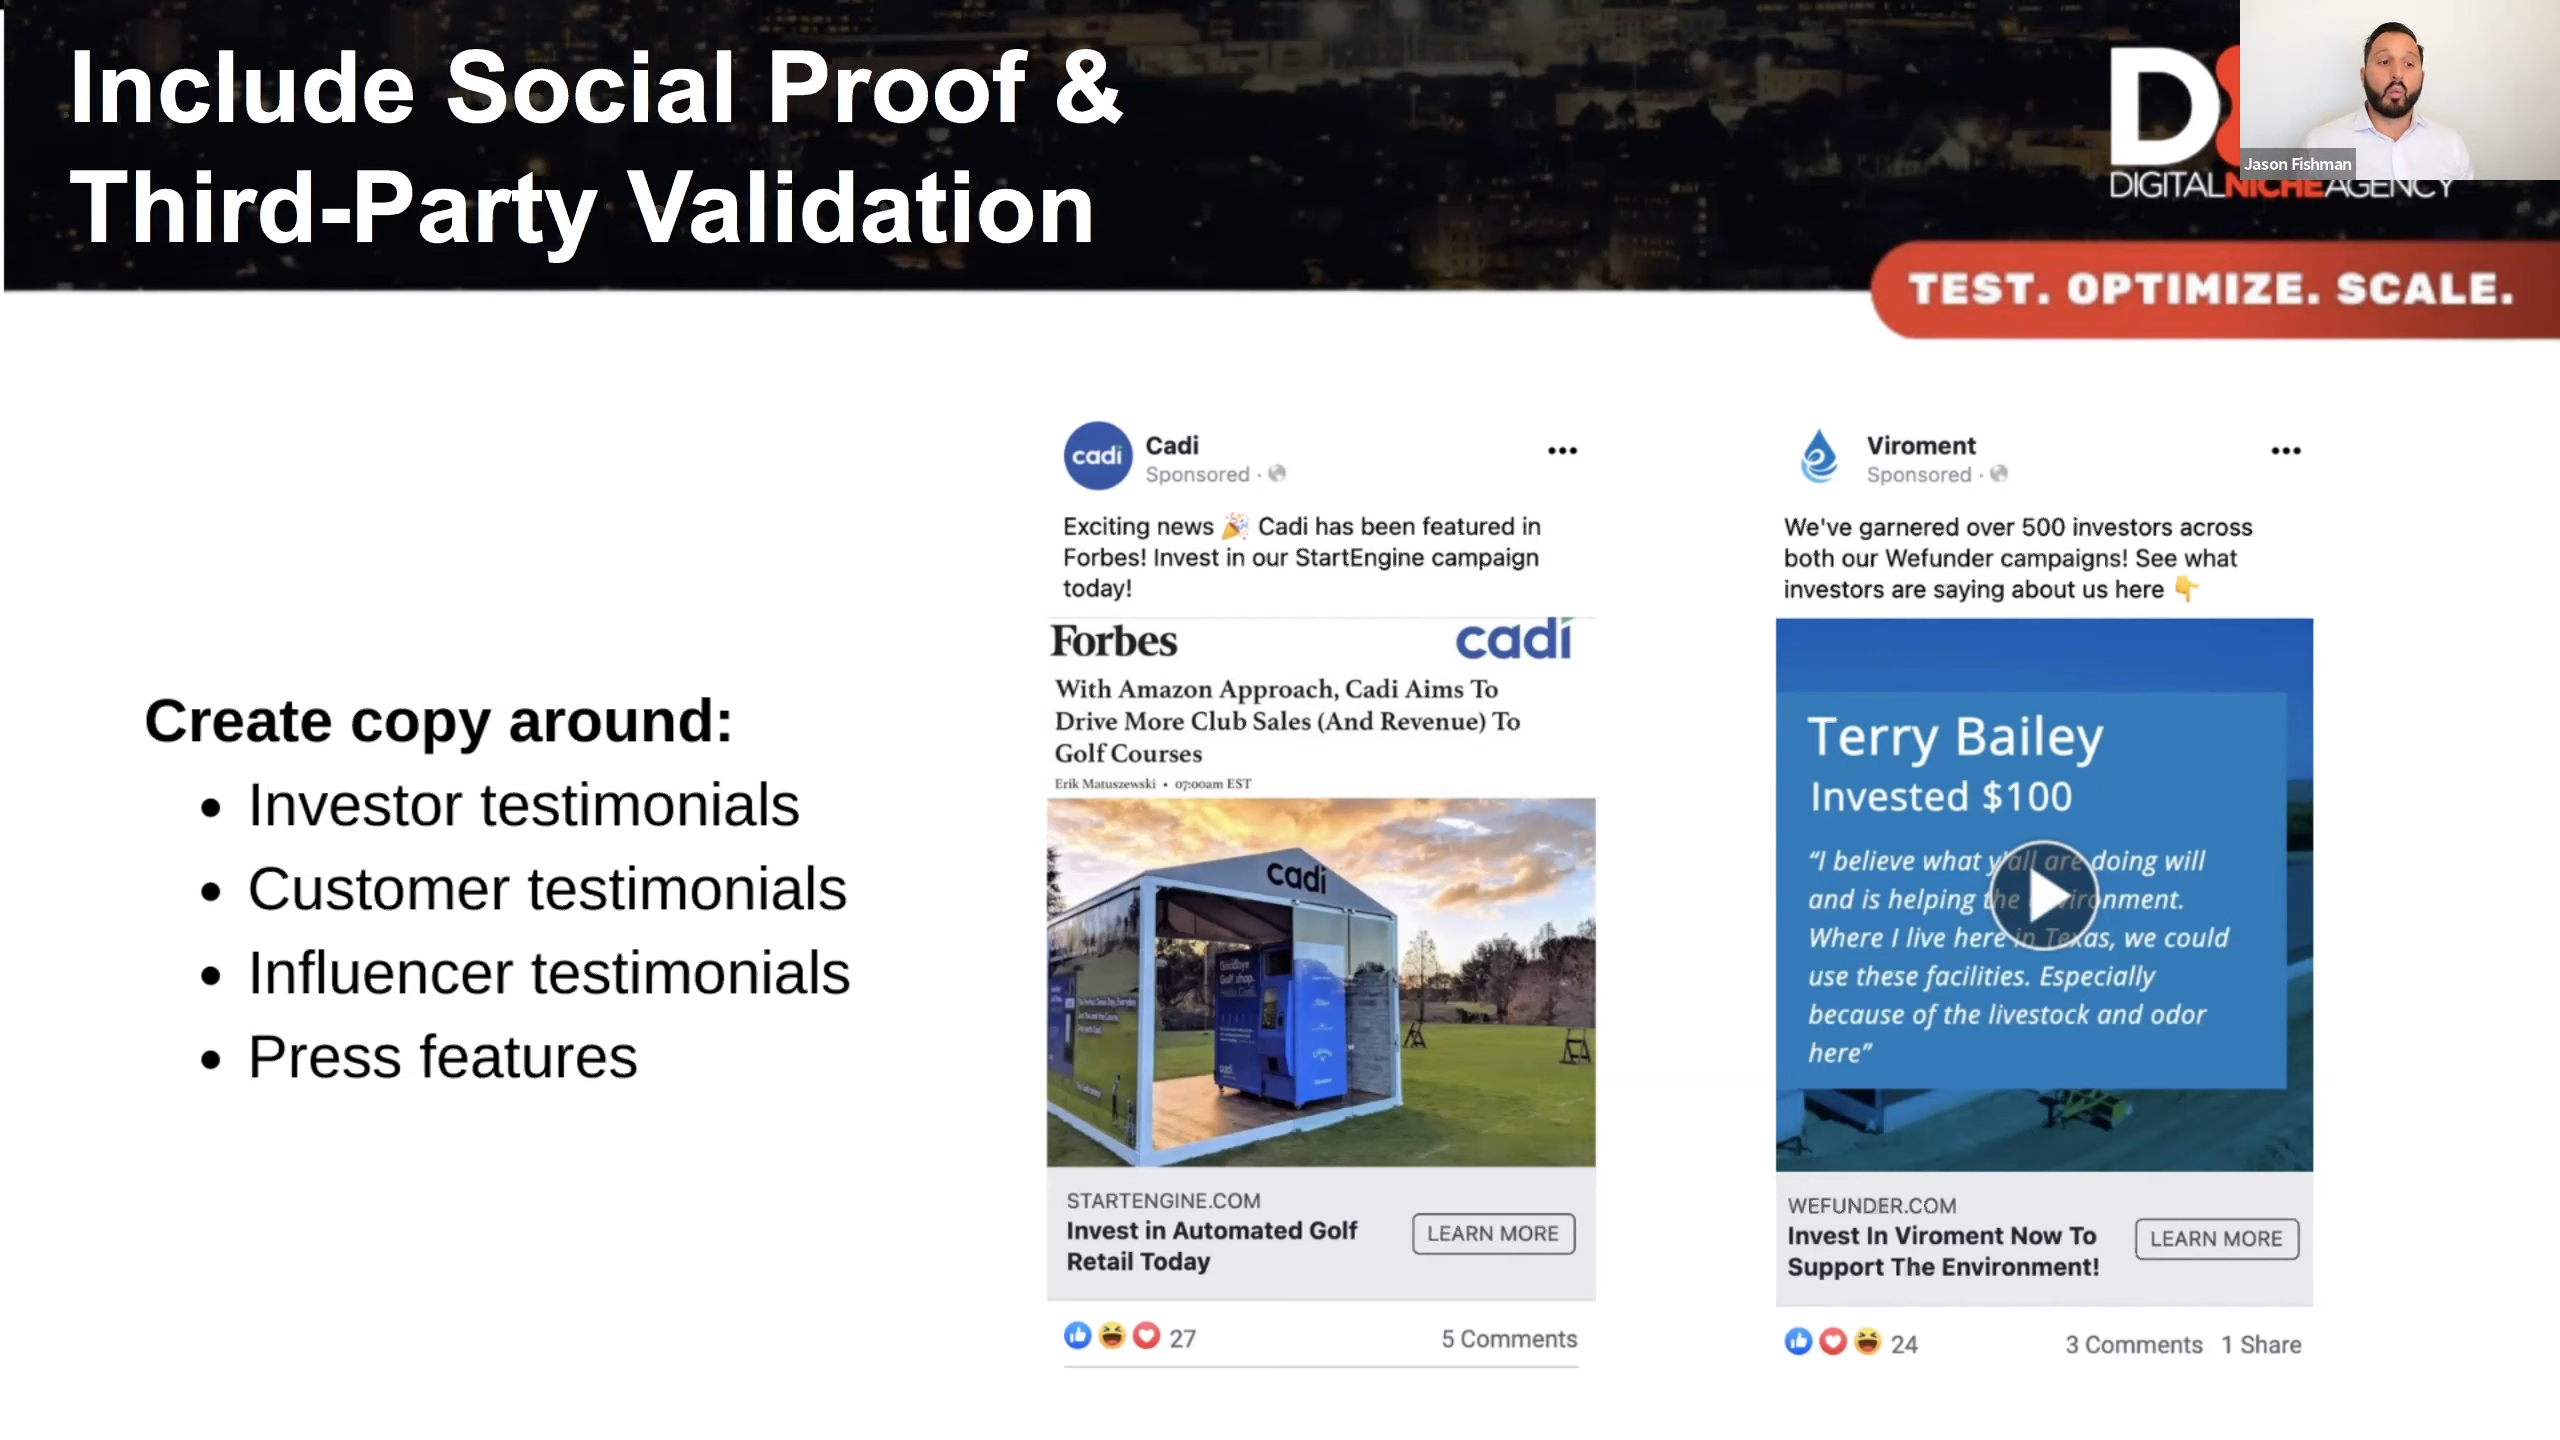 Include Social Proof &
Third-Party Validation
D
DIGITALNICHEAGENCY
Jason Fishman
TEST. OPTIMIZE. SCALE.
Create copy around:
• Investor testimonials
• Customer testimonials
• Influencer testimonials
• Press features
cadi
Cadi
Sponsored ·
Exciting news 🎉 Cadi has been featured in
Forbes! Invest in our StartEngine campaign
today!
Forbes
cadi
With Amazon Approach, Cadi Aims To
Drive More Club Sales (And Revenue) To
Golf Courses
Erik Matuszewski • 07:00am EST
cadi
Goodbye
Golf shop.
cadi
STARTENGINE.COM
Invest in Automated Golf
Retail Today
LEARN MORE
27
5 Comments
Viroment
Sponsored ·
We've garnered over 500 investors across
both our Wefunder campaigns! See what
investors are saying about us here 👇
Terry Bailey
Invested $100
“I believe what y'all are doing will
and is helping the environment.
Where I live here in Texas, we could
use these facilities. Especially
because of the livestock and odor
here”
WEFUNDER.COM
Invest In Viroment Now To
Support The Environment!
LEARN MORE
24
3 Comments 1 Share